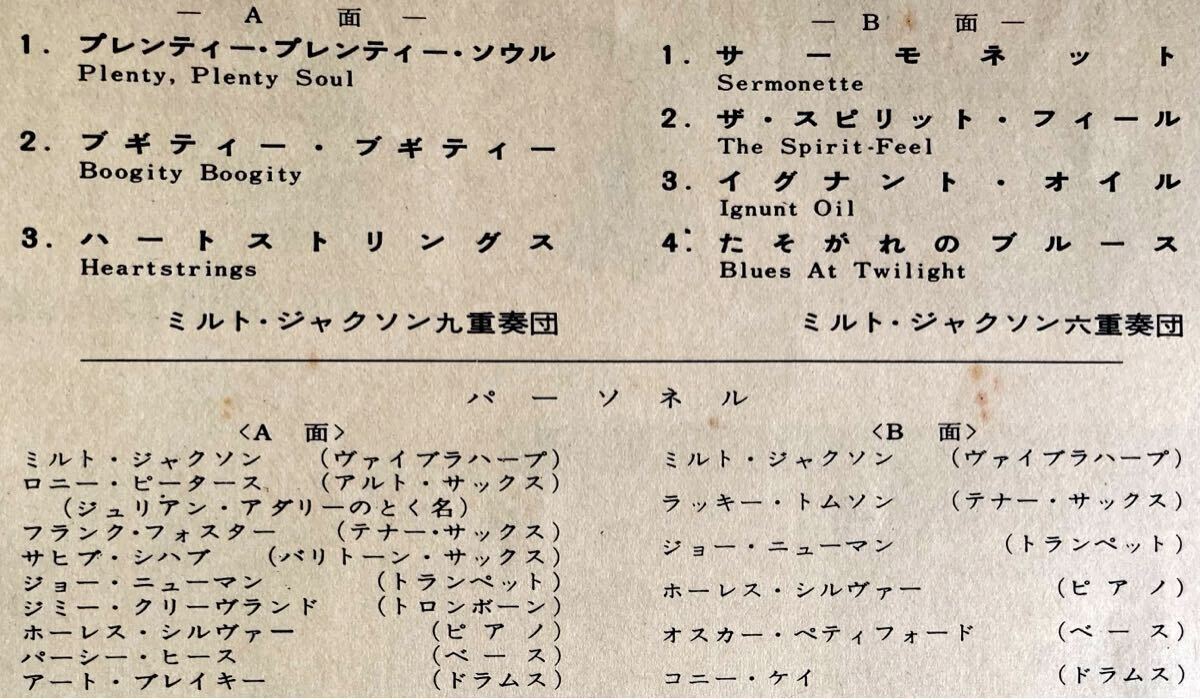 — A 面 —
1. プレンティー・プレンティー・ソウル
Plenty, Plenty Soul
2. ブギティー・ブギティー
Boogity Boogity
3. ハートストリングス
Heartstrings
ミルト・ジャクソン九重奏団
— B 面 —
1. サーモネット
Sermonette
2. ザ・スピリット・フィール
The Spirit-Feel
3. イグナント・オイル
Ignunt Oil
4. たそがれのブルース
Blues At Twilight
ミルト・ジャクソン六重奏団
パーソネル
<A 面>
ミルト・ジャクソン (ヴァイブラハープ)
ロニー・ピータース (アルト・サックス)
(ジュリアン・アダリーのとく名)
フランク・フォスター (テナー・サックス)
サヒブ・シハブ (バリトーン・サックス)
ジョー・ニューマン (トランペット)
ジミー・クリーヴランド (トロンボーン)
ホーレス・シルヴァー (ピアノ)
パーシー・ヒース (ベース)
アート・ブレイキー (ドラムス)
<B 面>
ミルト・ジャクソン (ヴァイブラハープ)
ラッキー・トムソン (テナー・サックス)
ジョー・ニューマン (トランペット)
ホーレス・シルヴァー (ピアノ)
オスカー・ペティフォード (ベース)
コニー・ケイ (ドラムス)